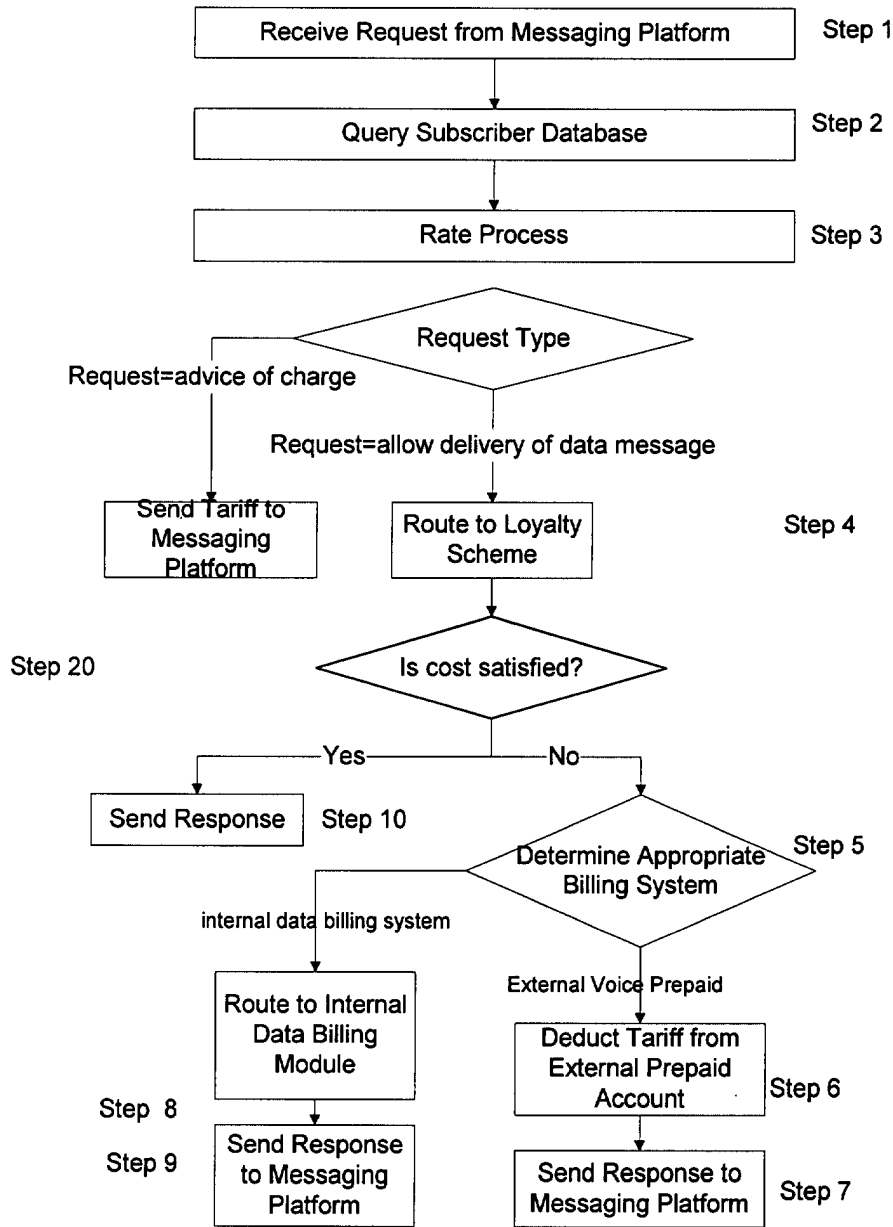 Receive Request from Messaging Platform
Step 1
Query Subscriber Database
Step 2
Rate Process
Step 3
Request Type
Request=advice of charge
Request=allow delivery of data message
Send Tariff to
Messaging
Platform
Route to Loyalty
Scheme
Step 4
Step 20
Is cost satisfied?
Yes
No
Send Response
Step 10
Determine Appropriate
Billing System
Step 5
internal data billing system
External Voice Prepaid
Route to Internal
Data Billing
Module
Step 8
Deduct Tariff from
External Prepaid
Account
Step 6
Step 9
Send Response
to Messaging
Platform
Send Response to
Messaging Platform
Step 7